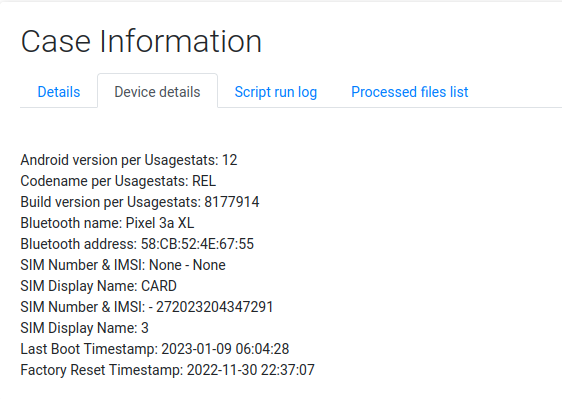 Case Information
Details Device details Script run log Processed files list
Android version per Usagestats: 12
Codename per Usagestats: REL
Build version per Usagestats: 8177914
Bluetooth name: Pixel 3a XL
Bluetooth address: 58:CB:52:4E:67:55
SIM Number & IMSI: None - None
SIM Display Name: CARD
SIM Number & IMSI: - 272023204347291
SIM Display Name: 3
Last Boot Timestamp: 2023-01-09 06:04:28
Factory Reset Timestamp: 2022-11-30 22:37:07